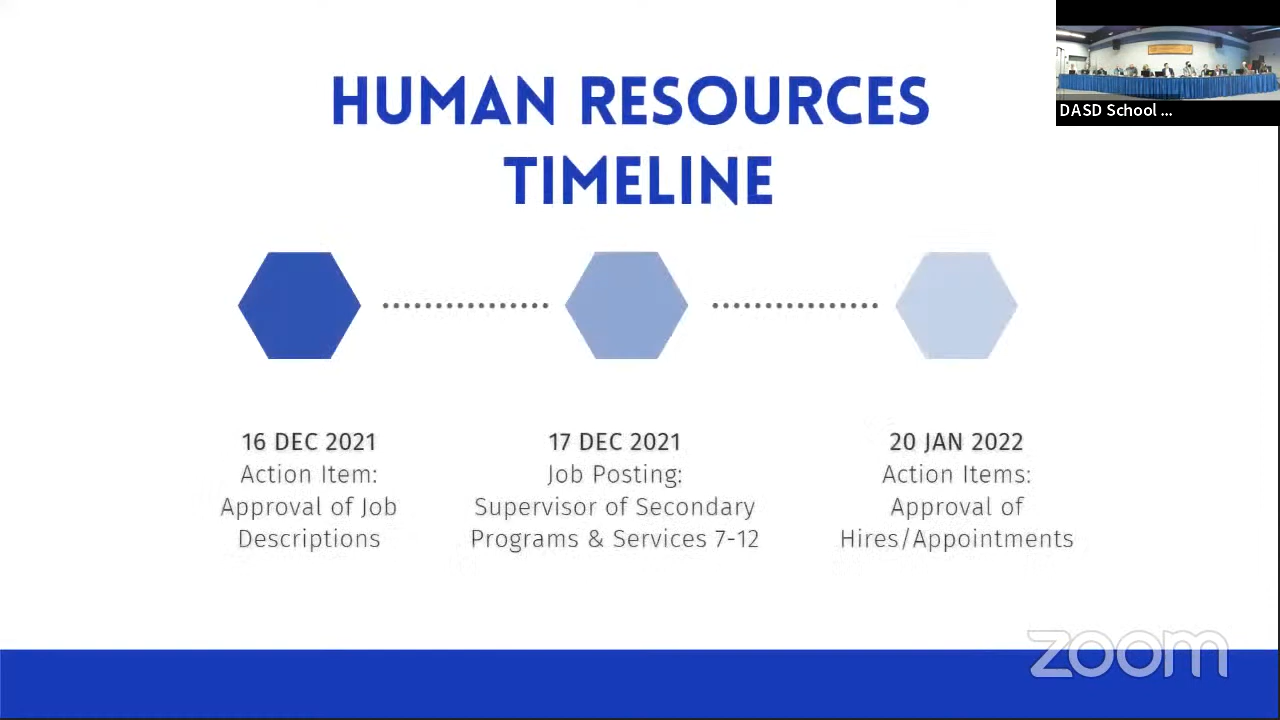 HUMAN RESOURCES
TIMELINE
DASD School ...
16 DEC 2021
Action Item:
Approval of Job
Descriptions
17 DEC 2021
Job Posting:
Supervisor of Secondary
Programs & Services 7-12
20 JAN 2022
Action Items:
Approval of
Hires/Appointments
zoom